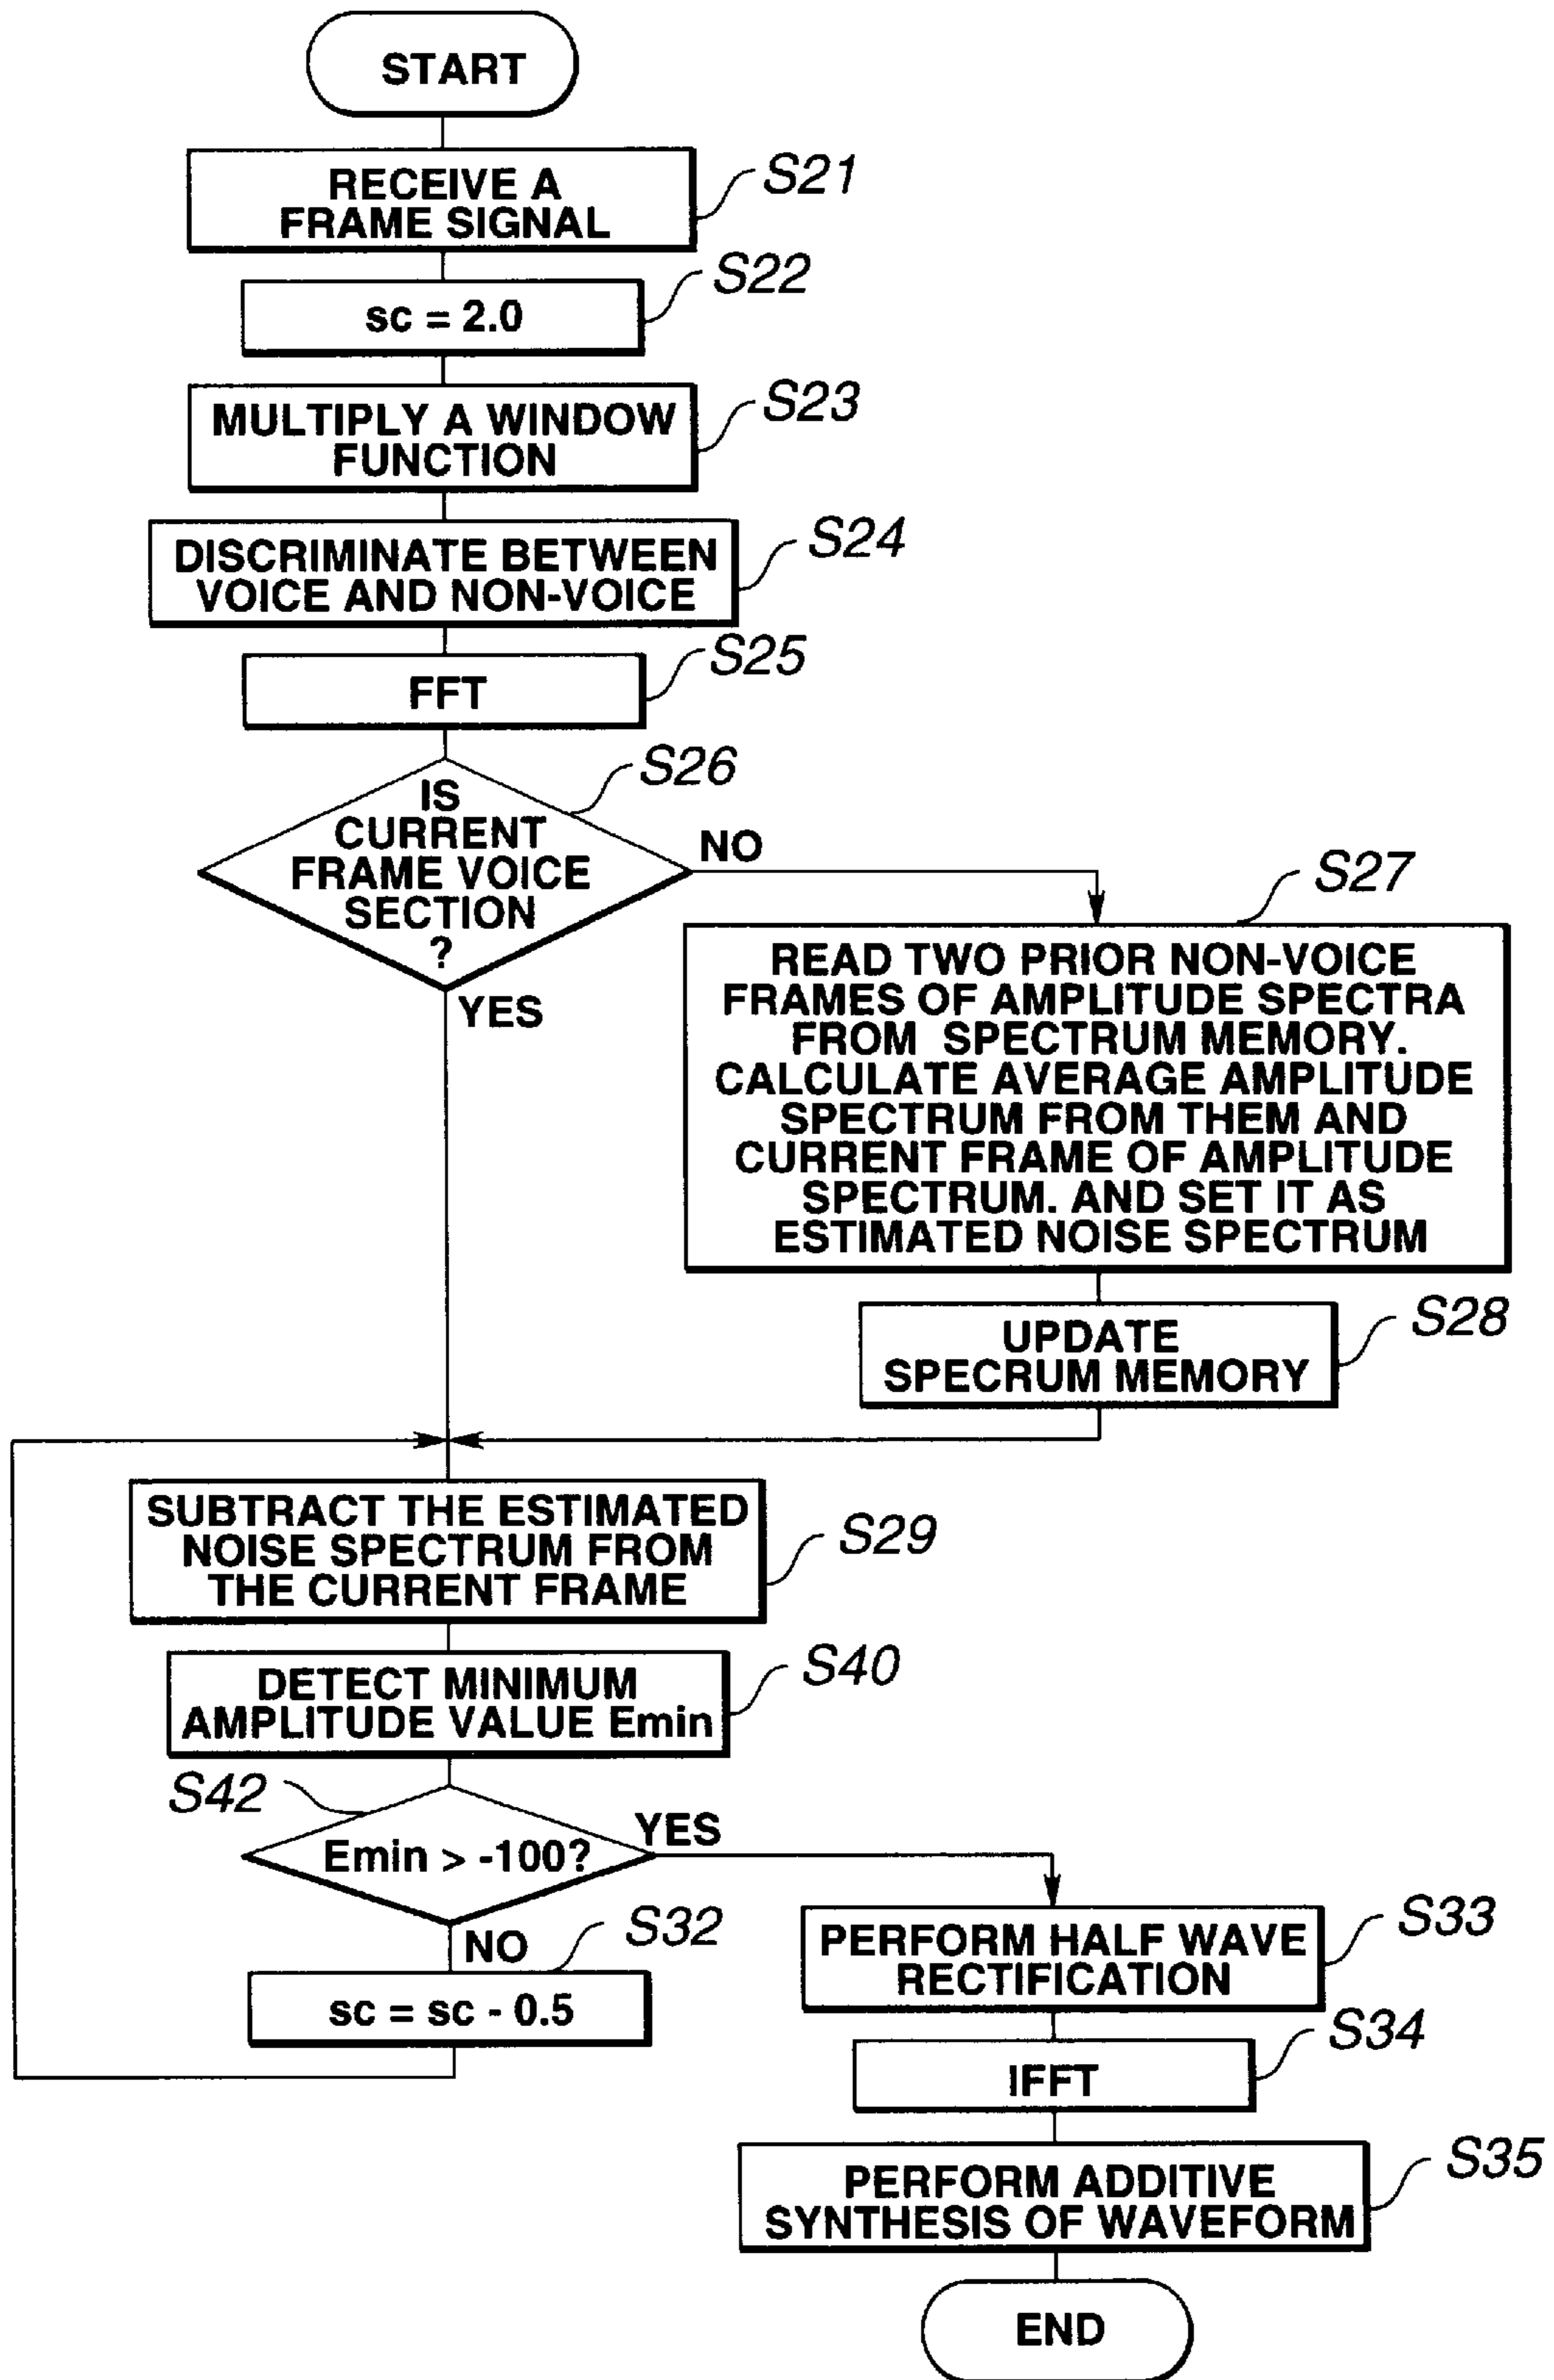 START
RECEIVE A
FRAME SIGNAL
S21
sc = 2.0
S22
MULTIPLY A WINDOW
FUNCTION
S23
DISCRIMINATE BETWEEN
VOICE AND NON-VOICE
S24
FFT
S25
IS
CURRENT
FRAME VOICE
SECTION
?
S26
NO
YES
S27
READ TWO PRIOR NON-VOICE
FRAMES OF AMPLITUDE SPECTRA
FROM SPECTRUM MEMORY.
CALCULATE AVERAGE AMPLITUDE
SPECTRUM FROM THEM AND
CURRENT FRAME OF AMPLITUDE
SPECTRUM. AND SET IT AS
ESTIMATED NOISE SPECTRUM
UPDATE
SPECRUM MEMORY
S28
SUBTRACT THE ESTIMATED
NOISE SPECTRUM FROM
THE CURRENT FRAME
S29
DETECT MINIMUM
AMPLITUDE VALUE Emin
S40
S42
Emin > -100?
YES
NO
S32
sc = sc - 0.5
PERFORM HALF WAVE
RECTIFICATION
S33
IFFT
S34
PERFORM ADDITIVE
SYNTHESIS OF WAVEFORM
S35
END